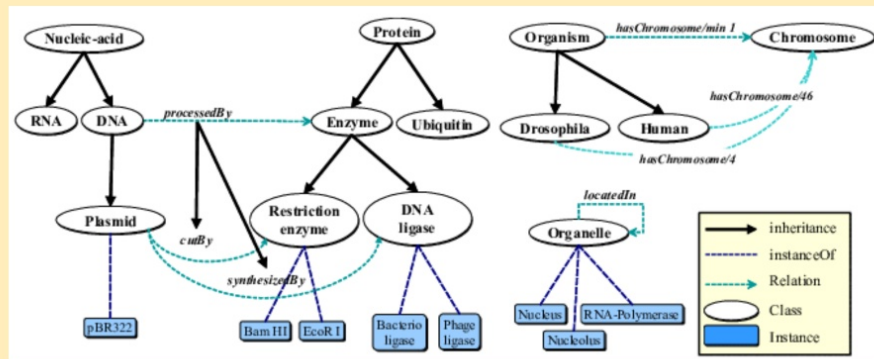 Nucleic-acid
RNA
DNA
processedBy
Plasmid
cutBy
synthesizedBy
pBR322
Protein
Enzyme
Ubiquitin
Restriction
enzyme
DNA
ligase
Bam HI
EcoR I
Bacterio
ligase
Phage
ligase
Organism
hasChromosome/min 1
Chromosome
hasChromosome/46
Drosophila
Human
hasChromosome/4
locatedIn
Organelle
Nucleus
RNA-Polymerase
Nucleolus
inheritance
instanceOf
Relation
Class
Instance